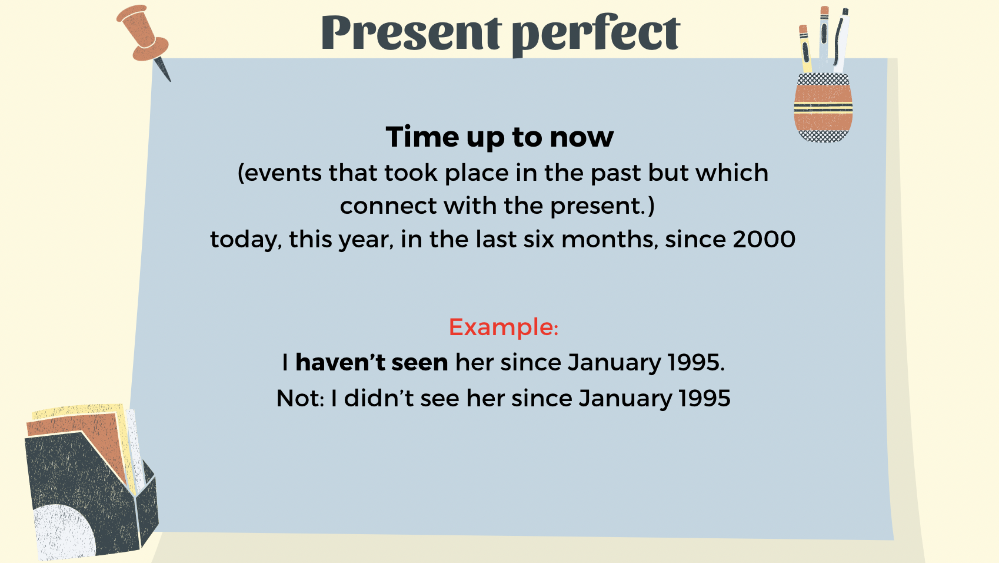 Present perfect
Time up to now
(events that took place in the past but which
connect with the present.)
today, this year, in the last six months, since 2000
Example:
I haven’t seen her since January 1995.
Not: I didn’t see her since January 1995